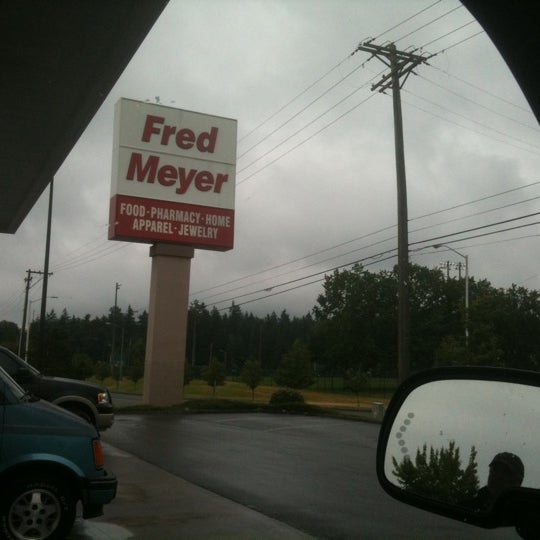 Fred
Meyer
FOOD · PHARMACY · HOME
APPAREL · JEWELRY